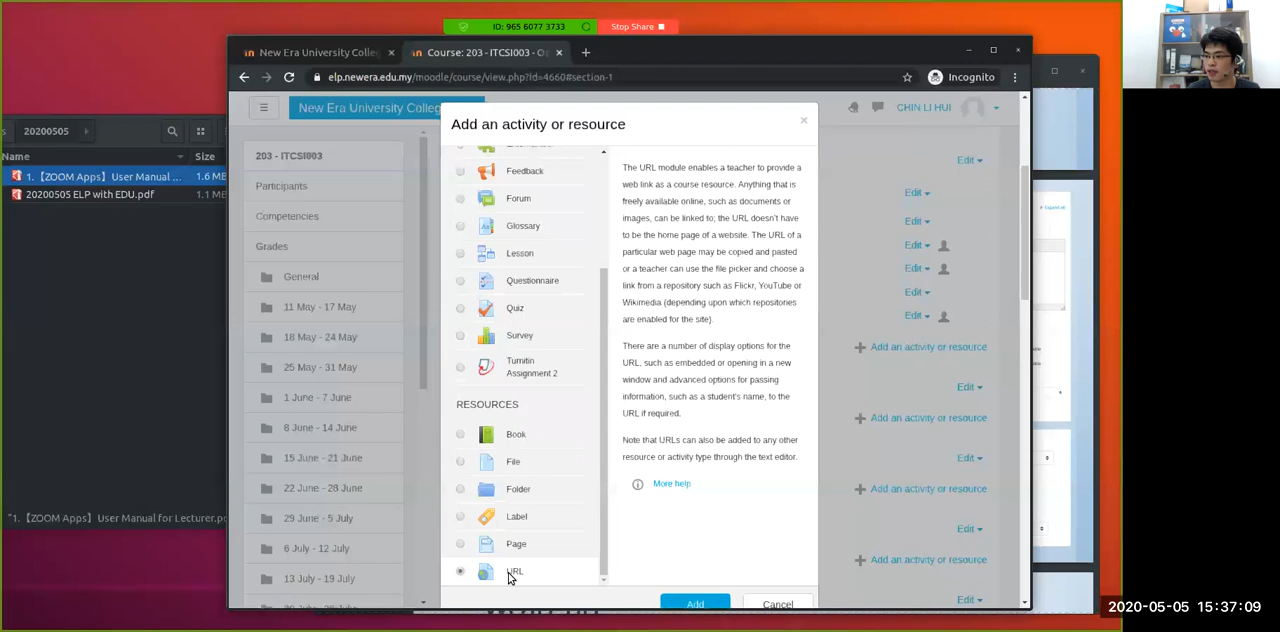 ID: 965 6077 3733
Stop Share
New Era University Colleg
Course: 203 - ITCSI003 - O
elp.newera.edu.my/moodle/course/view.php?id=4660#section-1
Incognito
20200505
Name
Size
1.【ZOOM Apps】User Manual ...
1.6 MB
20200505 ELP with EDU.pdf
1.1 MB
"1.【ZOOM Apps】User Manual for Lecturer.pd
New Era University Colleg
CHIN LI HUI
203 - ITCSI003
Participants
Competencies
Grades
General
11 May - 17 May
18 May - 24 May
25 May - 31 May
1 June - 7 June
8 June - 14 June
15 June - 21 June
22 June - 28 June
29 June - 5 July
6 July - 12 July
13 July - 19 July
Add an activity or resource
Feedback
Forum
Glossary
Lesson
Questionnaire
Quiz
Survey
Turnitin
Assignment 2
RESOURCES
Book
File
Folder
Label
Page
URL
The URL module enables a teacher to provide a
web link as a course resource. Anything that is
freely available online, such as documents or
images, can be linked to; the URL doesn't have
to be the home page of a website. The URL of a
particular web page may be copied and pasted
or a teacher can use the file picker and choose a
link from a repository such as Flickr, YouTube or
Wikimedia (depending upon which repositories
are enabled for the site).
There are a number of display options for the
URL, such as embedded or opening in a new
window and advanced options for passing
information, such as a student's name, to the
URL if required.
Note that URLs can also be added to any other
resource or activity type through the text editor.
More help
Add
Cancel
Edit
Edit
Edit
Edit
Edit
Edit
Edit
Add an activity or resource
Edit
Add an activity or resource
Edit
Add an activity or resource
Edit
Add an activity or resource
Edit
2020-05-05 15:37:09